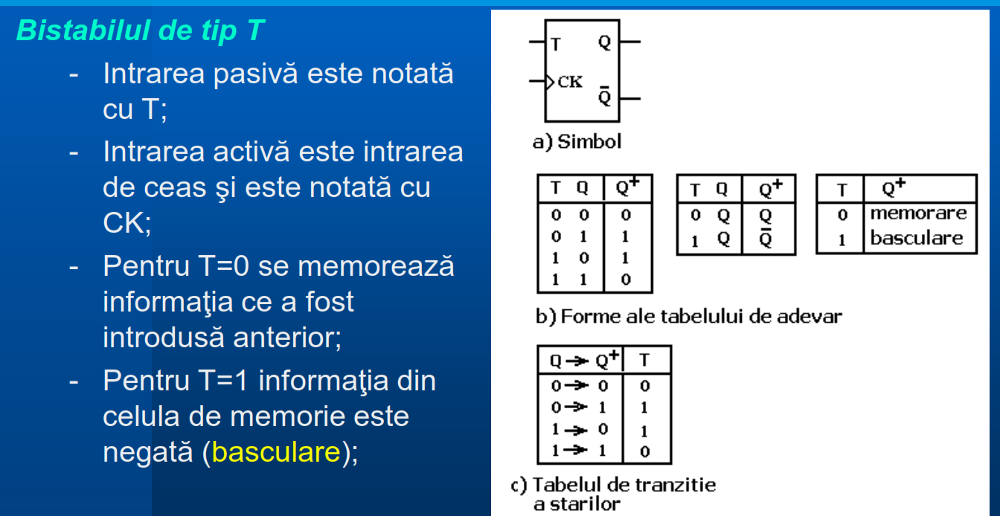 Bistabilul de tip T
- Intrarea pasivă este notată
cu T;
- Intrarea activă este intrarea
de ceas şi este notată cu
CK;
- Pentru T=0 se memorează
informaţia ce a fost
introdusă anterior;
- Pentru T=1 informaţia din
celula de memorie este
negată (basculare);
T Q
CK Q̅
a) Simbol
T Q Q⁺
0 0 0
0 1 1
1 0 1
1 1 0
T Q Q⁺
0 Q Q
1 Q Q̅
T Q⁺
0 memorare
1 basculare
b) Forme ale tabelului de adevar
Q → Q⁺ T
0 → 0 0
0 → 1 1
1 → 0 1
1 → 1 0
c) Tabelul de tranzitie
a starilor